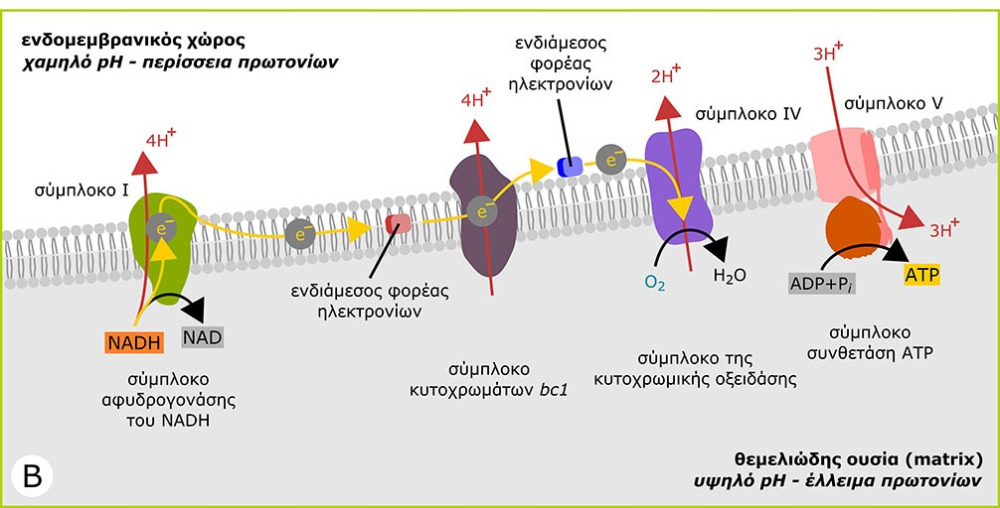 ενδομεμβρανικός χώρος
χαμηλό pH - περίσσεια πρωτονίων
ενδιάμεσος
φορέας
ηλεκτρονίων
3H+
2H+
4H+
σύμπλοκο V
σύμπλοκο IV
4H+
e−
σύμπλοκο I
e−
e−
e−
3H+
H2O
O2
ATP
ADP+Pi
ενδιάμεσος φορέας
ηλεκτρονίων
NADH
NAD
σύμπλοκο
συνθετάση ATP
σύμπλοκο της
κυτοχρωμικής οξειδάσης
σύμπλοκο
κυτοχρωμάτων bc1
σύμπλοκο
αφυδρογονάσης
του NADH
θεμελιώδης ουσία (matrix)
υψηλό pH - έλλειμα πρωτονίων
B